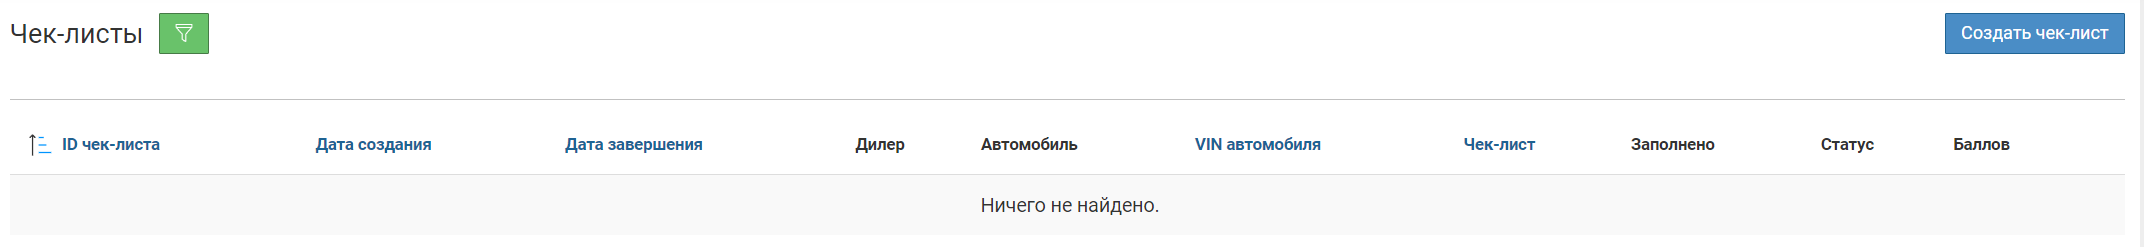 Чек-листы
Создать чек-лист
ID чек-листа Дата создания Дата завершения Дилер Автомобиль VIN автомобиля Чек-лист Заполнено Статус Баллов
Ничего не найдено.